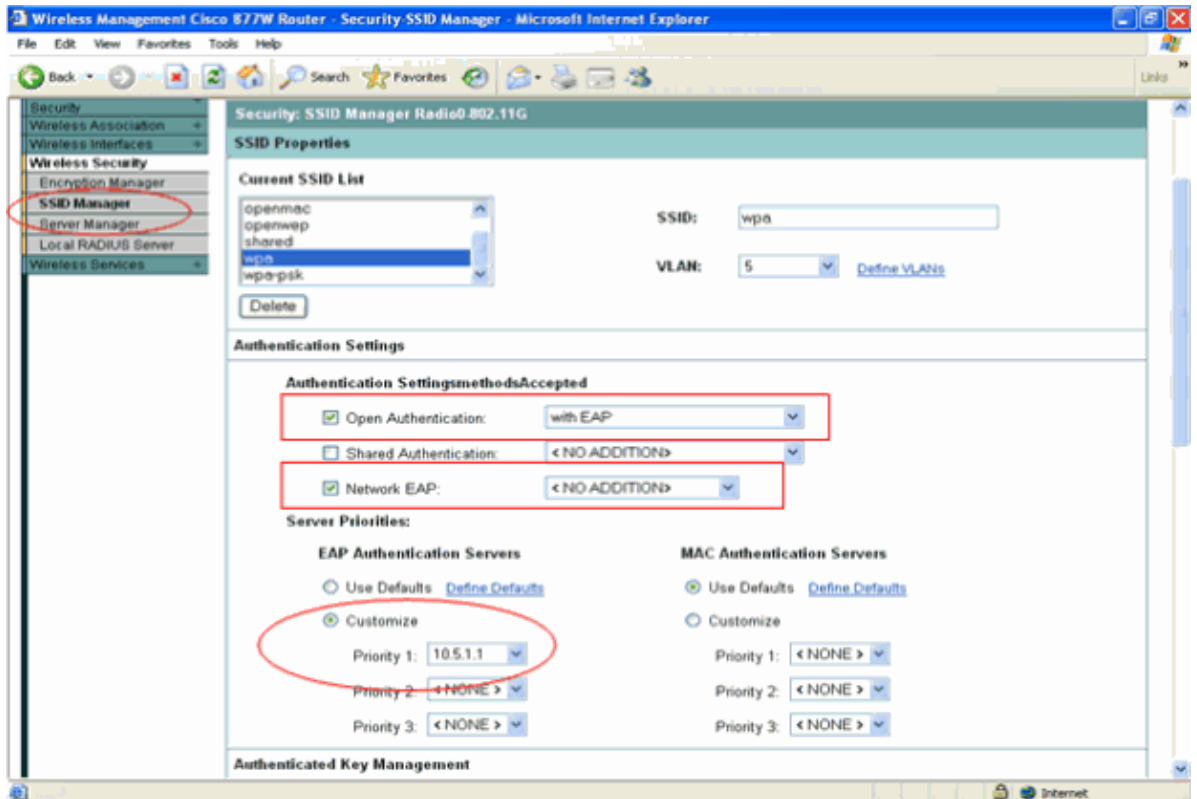 Wireless Management Cisco 877W Router - Security-SSID Manager - Microsoft Internet Explorer
File Edit View Favorites Tools Help
Back Search Favorites Links
Security
Wireless Association +
Wireless Interfaces +
Wireless Security
Encryption Manager
SSID Manager
Server Manager
Local RADIUS Server
Wireless Services +
Security: SSID Manager Radio0-802.11G
SSID Properties
Current SSID List
openmac
openwep
shared
wpa
wpa-psk
Delete
SSID: wpa
VLAN: 5 Define VLANs
Authentication Settings
Authentication SettingsmethodsAccepted
Open Authentication: with EAP
Shared Authentication: < NO ADDITION>
Network EAP: < NO ADDITION>
Server Priorities:
EAP Authentication Servers
Use Defaults Define Defaults
Customize
Priority 1: 10.5.1.1
Priority 2: < NONE >
Priority 3: < NONE >
MAC Authentication Servers
Use Defaults Define Defaults
Customize
Priority 1: < NONE >
Priority 2: < NONE >
Priority 3: < NONE >
Authenticated Key Management
Internet